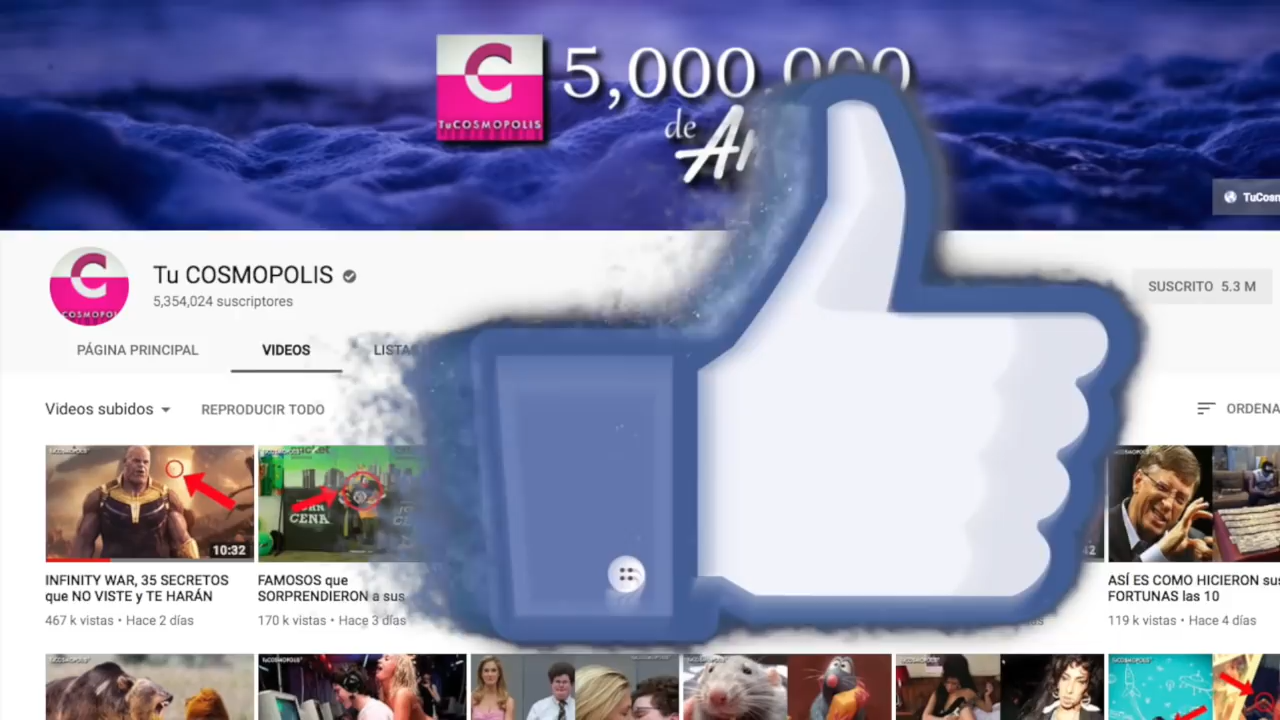 5,000,000
TuCOSMOPOLIS
de
Tu COSMOPOLIS
5,354,024 suscriptores
SUSCRITO 5.3 M
PÁGINA PRINCIPAL
VIDEOS
Videos subidos
REPRODUCIR TODO
10:32
CENA
INFINITY WAR, 35 SECRETOS
que NO VISTE y TE HARÁN
467 k vistas • Hace 2 días
FAMOSOS que
SORPRENDIERON a sus
170 k vistas • Hace 3 días
ASÍ ES COMO HICIERON
FORTUNAS las 10
119 k vistas • Hace 4 días